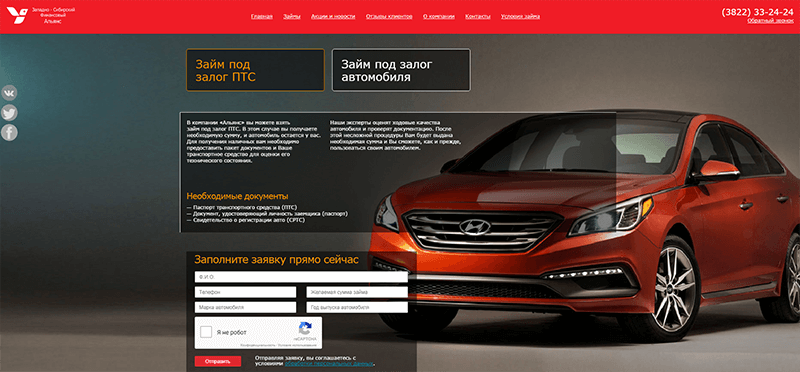 Западно - Сибирский
Финансовый
Альянс
Главная Займы Акции и новости Отзывы клиентов О компании Контакты Условия займа
(3822) 33-24-24
Обратный звонок
Займ под
залог ПТС
Займ под залог
автомобиля
В компании «Альянс» вы можете взять
займ под залог ПТС. В этом случае вы получаете
необходимую сумму, и автомобиль остается у вас.
Для получения наличных вам необходимо
предоставить пакет документов и Ваше
транспортное средство для оценки его
технического состояния.
Наши эксперты оценят ходовые качества
автомобиля и проверят документацию. После
этой несложной процедуры Вам будет выдана
необходимая сумма и Вы сможете, как и прежде,
пользоваться своим автомобилем.
Необходимые документы
— Паспорт транспортного средства (ПТС)
— Документ, удостоверяющий личность заемщика (паспорт)
— Свидетельство о регистрации авто (СРТС)
Заполните заявку прямо сейчас
Ф.И.О.
Телефон
Желаемая сумма займа
Марка автомобиля
Год выпуска автомобиля
Я не робот
reCAPTCHA
Конфиденциальность - Условия использования
Отправить
Отправляя заявку, вы соглашаетесь с
условиями обработки персональных данных.